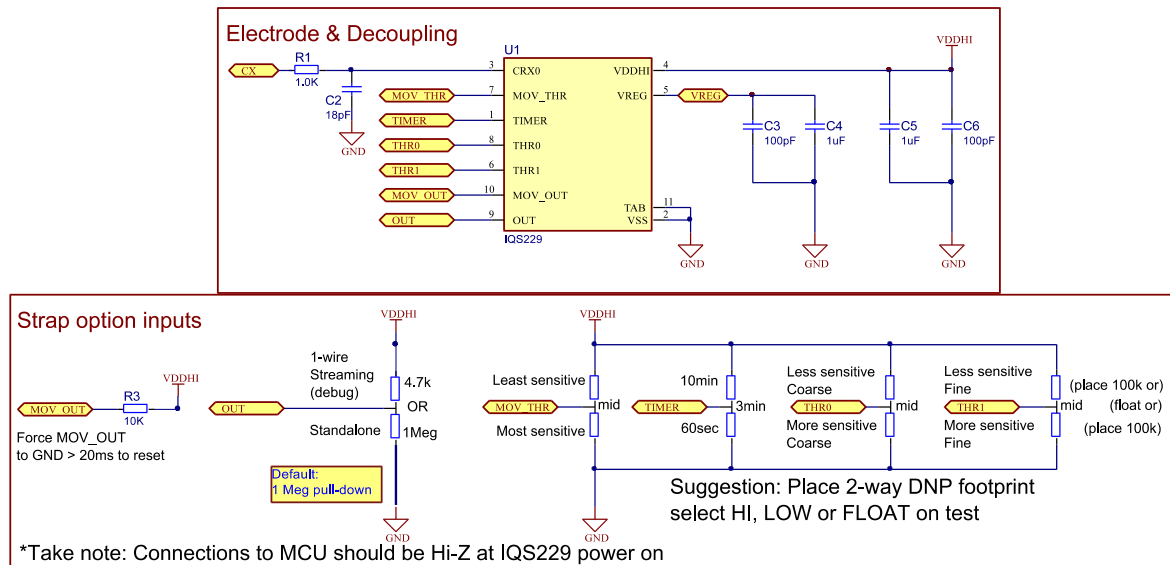 Electrode & Decoupling
U1
VDDHI
CX
R1
1.0K
C2
18pF
GND
3
CRX0
MOV_THR
7
MOV_THR
TIMER
1
TIMER
THR0
8
THR0
THR1
6
THR1
MOV_OUT
10
MOV_OUT
OUT
9
OUT
IQS229
VDDHI
4
VREG
5
VREG
TAB
11
VSS
2
GND
C3
100pF
C4
1uF
GND
C5
1uF
C6
100pF
GND
Strap option inputs
MOV_OUT
R3
10K
VDDHI
Force MOV_OUT
to GND > 20ms to reset
VDDHI
1-wire
Streaming
(debug)
4.7k
OR
OUT
Standalone
1Meg
Default:
1 Meg pull-down
GND
VDDHI
Least sensitive
MOV_THR
mid
Most sensitive
GND
10min
TIMER
3min
60sec
Less sensitive
Coarse
THR0
mid
More sensitive
Coarse
Less sensitive
Fine
THR1
mid
More sensitive
Fine
(place 100k or)
(float or)
(place 100k)
Suggestion: Place 2-way DNP footprint
select HI, LOW or FLOAT on test
*Take note: Connections to MCU should be Hi-Z at IQS229 power on